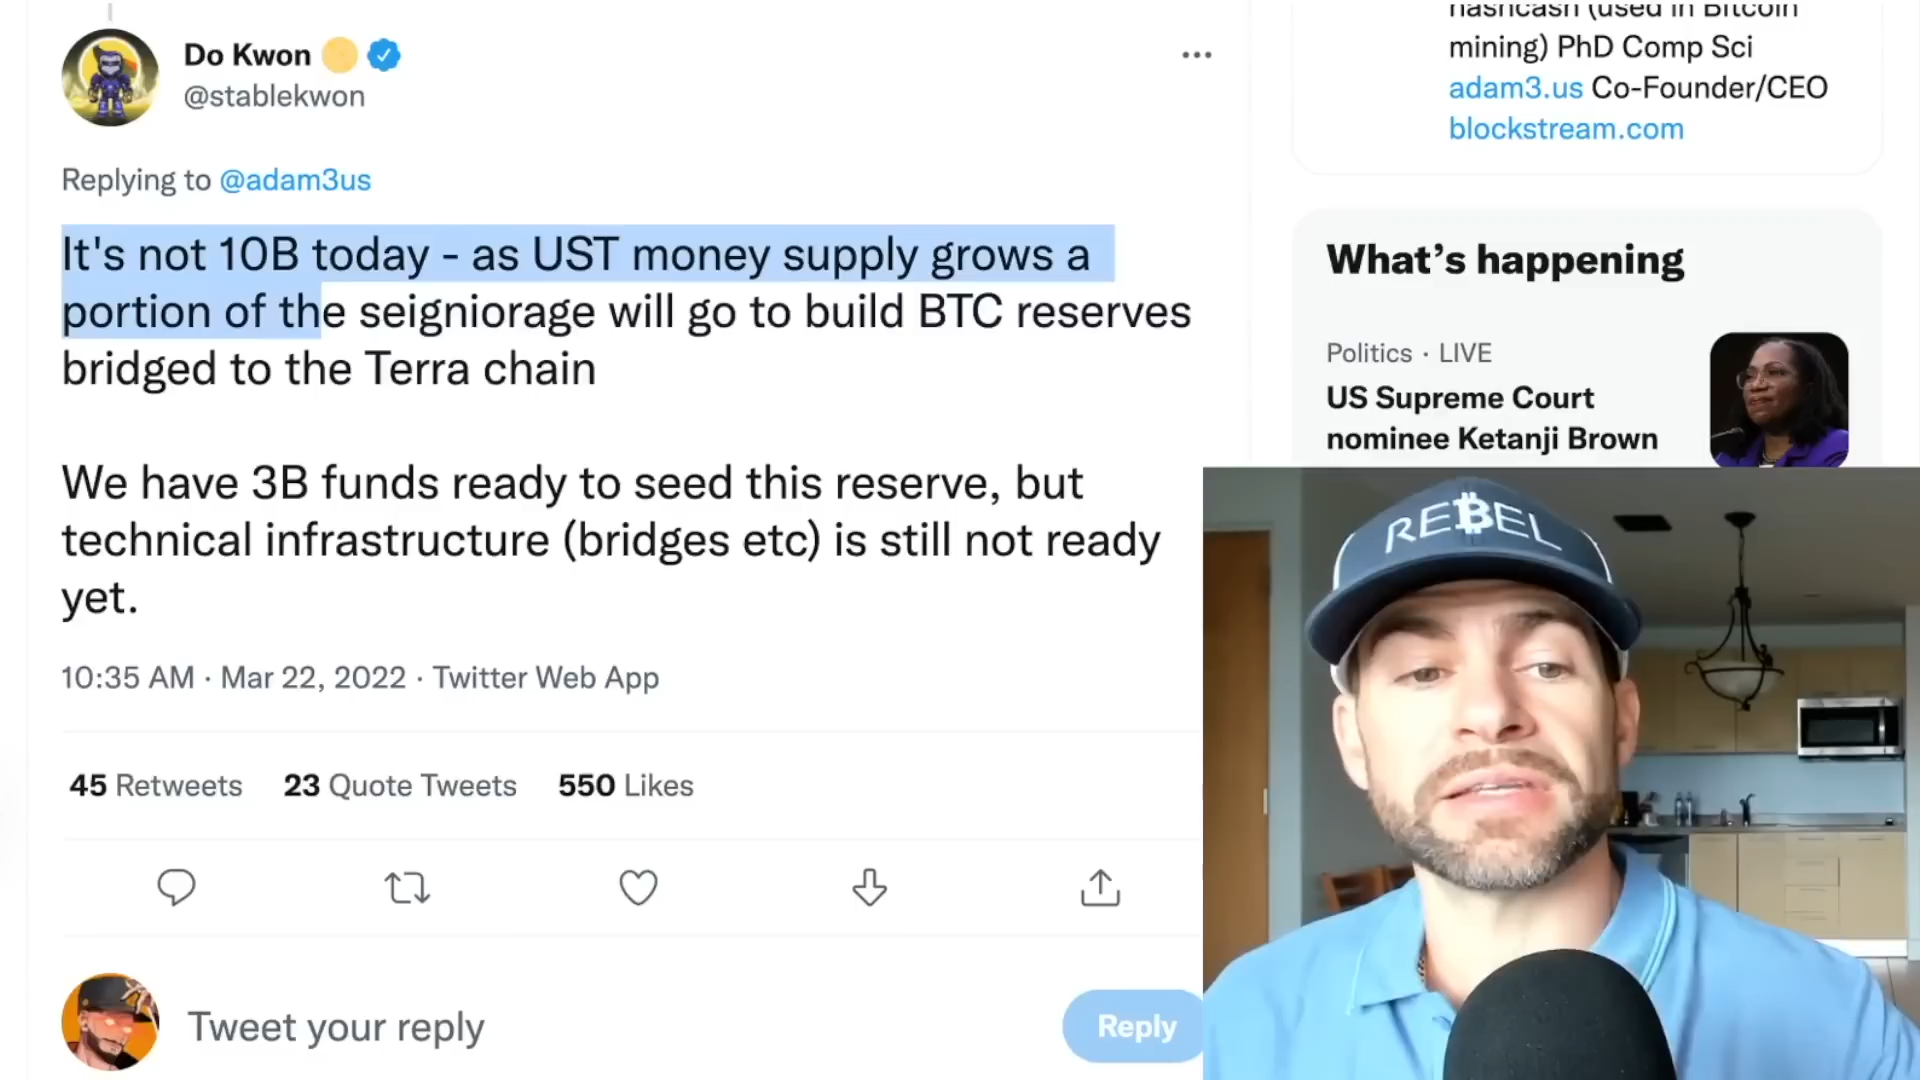 Do Kwon
@stablekwon
Replying to @adam3us
It's not 10B today - as UST money supply grows a
portion of the seigniorage will go to build BTC reserves
bridged to the Terra chain
We have 3B funds ready to seed this reserve, but
technical infrastructure (bridges etc) is still not ready
yet.
10:35 AM · Mar 22, 2022 · Twitter Web App
45 Retweets 23 Quote Tweets 550 Likes
Tweet your reply
Reply
hashcash (used in Bitcoin
mining) PhD Comp Sci
adam3.us Co-Founder/CEO
blockstream.com
What's happening
Politics · LIVE
US Supreme Court
nominee Ketanji Brown
REBEL